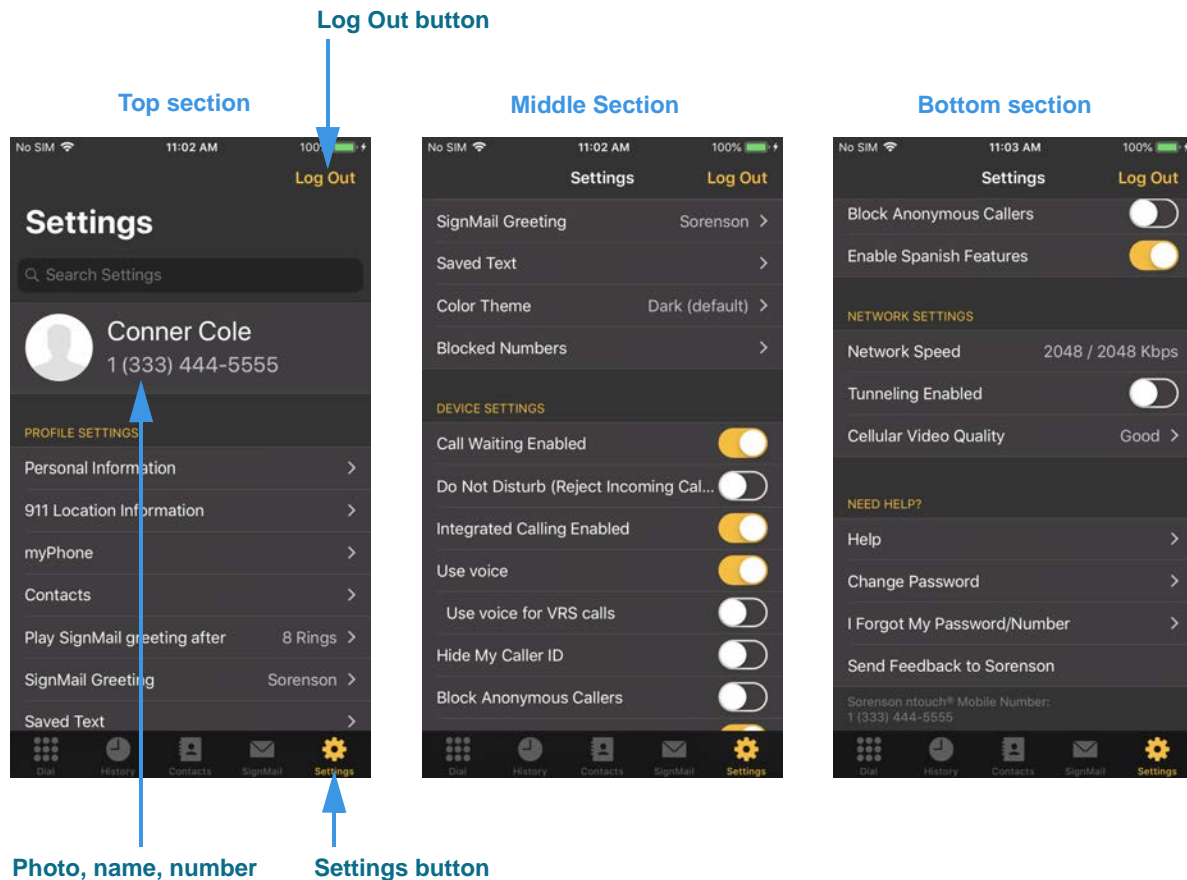 Log Out button
Top section
Middle Section
Bottom section
No SIM 11:02 AM 100%
Log Out
Settings
Search Settings
Conner Cole
1 (333) 444-5555
PROFILE SETTINGS
Personal Information
911 Location Information
myPhone
Contacts
Play SignMail greeting after 8 Rings
SignMail Greeting Sorenson
Saved Text
Dial History Contacts SignMail Settings
No SIM 11:02 AM 100%
Settings Log Out
SignMail Greeting Sorenson
Saved Text
Color Theme Dark (default)
Blocked Numbers
DEVICE SETTINGS
Call Waiting Enabled
Do Not Disturb (Reject Incoming Cal...
Integrated Calling Enabled
Use voice
Use voice for VRS calls
Hide My Caller ID
Block Anonymous Callers
Dial History Contacts SignMail Settings
No SIM 11:03 AM 100%
Settings Log Out
Block Anonymous Callers
Enable Spanish Features
NETWORK SETTINGS
Network Speed 2048 / 2048 Kbps
Tunneling Enabled
Cellular Video Quality Good
NEED HELP?
Help
Change Password
I Forgot My Password/Number
Send Feedback to Sorenson
Sorenson ntouch® Mobile Number:
1 (333) 444-5555
Dial History Contacts SignMail Settings
Photo, name, number
Settings button